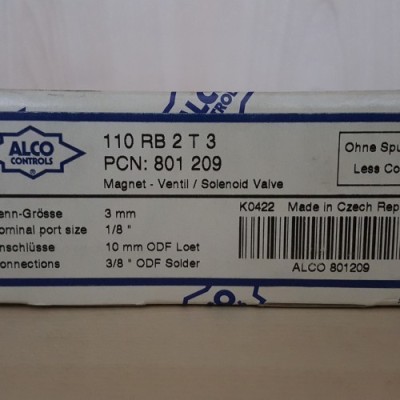 ALCO
CONTROLS
110 RB 2 T 3
PCN: 801 209
Magnet - Ventil / Solenoid Valve
Ohne Spu
Less Co
enn-Grösse 3 mm
ominal port size 1/8 "
nschlüsse 10 mm ODF Loet
onnections 3/8 " ODF Solder
K0422 Made in Czech Rep
ALCO 801209